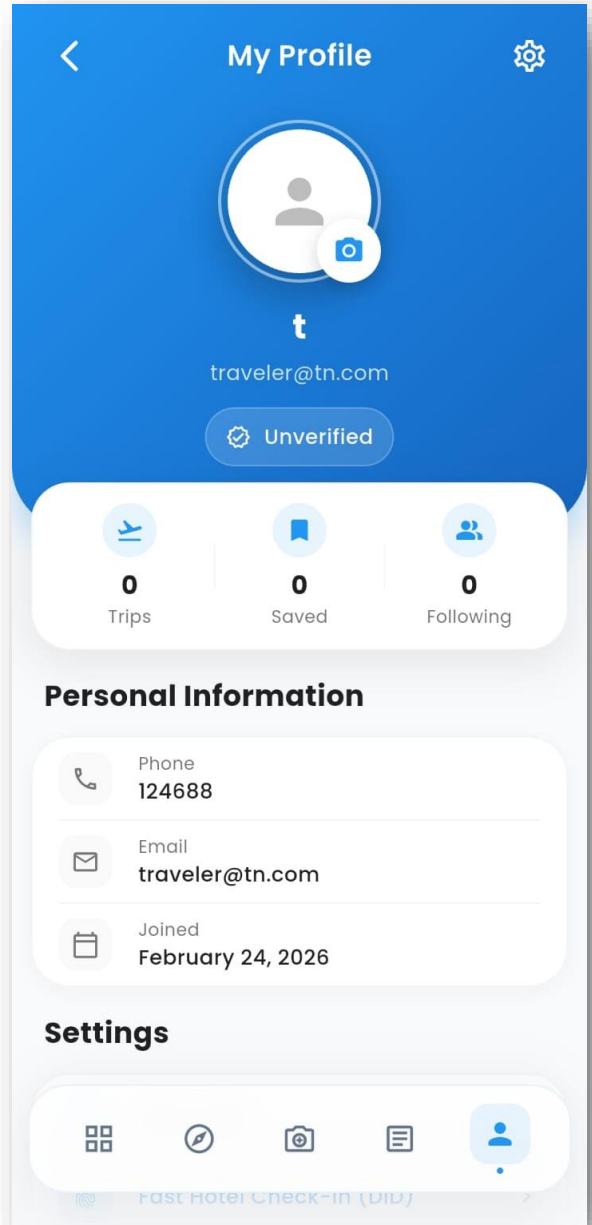 My Profile
t
traveler@tn.com
Unverified
0
Trips
0
Saved
0
Following
Personal Information
Phone
124688
Email
traveler@tn.com
Joined
February 24, 2026
Settings
Fast Hotel Check-in (DID)